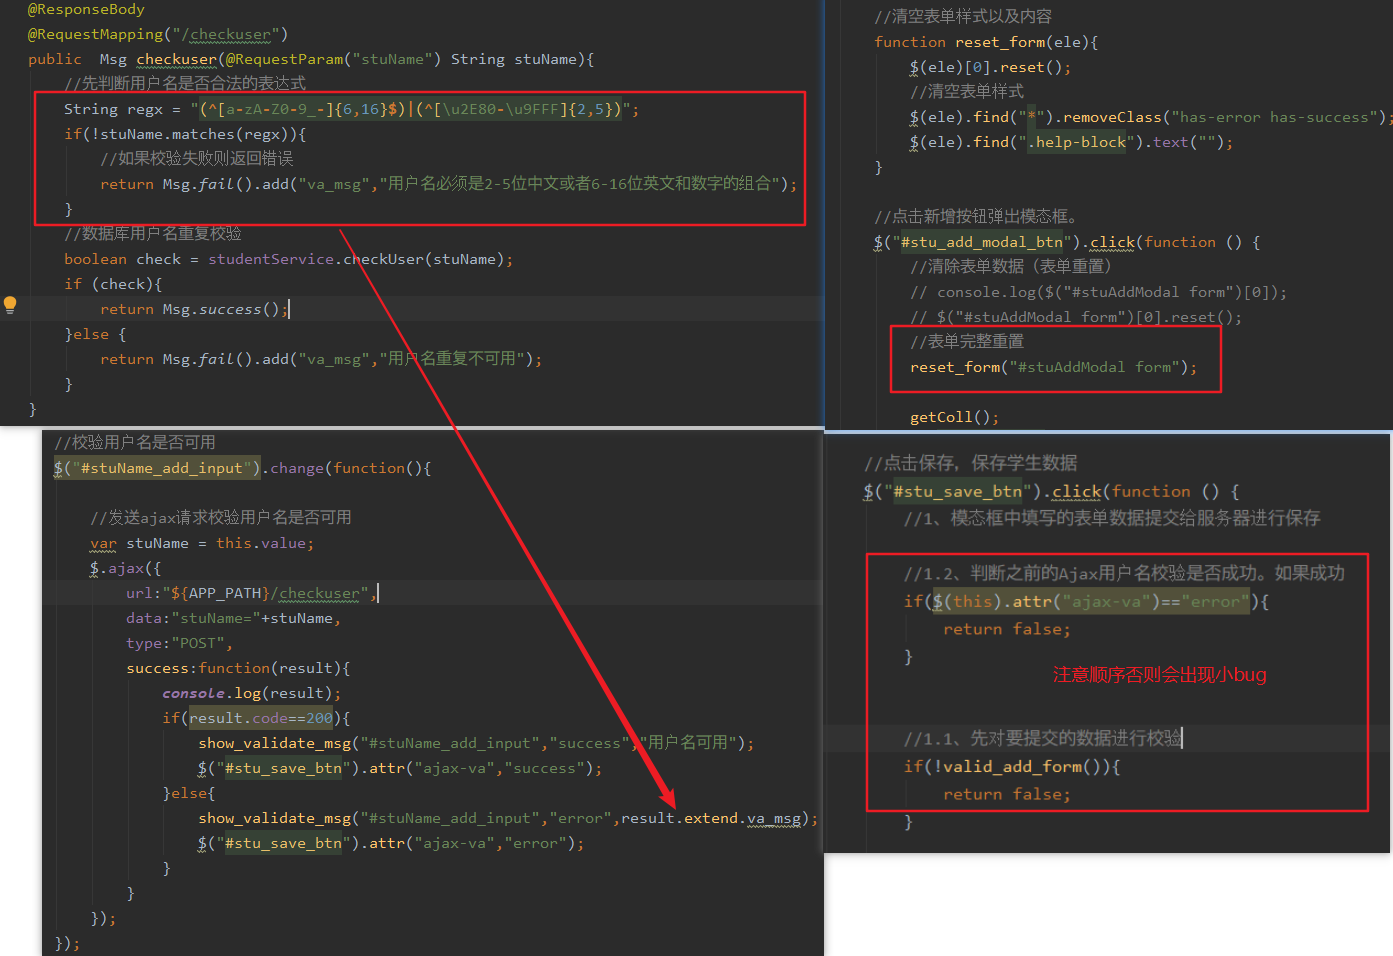 @ResponseBody
@RequestMapping("/checkuser")
public  Msg checkuser(@RequestParam("stuName") String stuName){
//先判断用户名是否合法的表达式
String regx = "(^[a-zA-Z0-9_-]{6,16}$)|(^[\u2E80-\u9FFF]{2,5})";
if(!stuName.matches(regx)){
//如果校验失败则返回错误
return Msg.fail().add("va_msg","用户名必须是2-5位中文或者6-16位英文和数字的组合");
}
//数据库用户名重复校验
boolean check = studentService.checkUser(stuName);
if (check){
return Msg.success();
}else {
return Msg.fail().add("va_msg","用户名重复不可用");
}
}
//清空表单样式以及内容
function reset_form(ele){
$(ele)[0].reset();
//清空表单样式
$(ele).find("*").removeClass("has-error has-success");
$(ele).find(".help-block").text("");
}
//点击新增按钮弹出模态框。
$("#stu_add_modal_btn").click(function () {
//清除表单数据（表单重置）
// console.log($("#stuAddModal form")[0]);
// $("#stuAddModal form")[0].reset();
//表单完整重置
reset_form("#stuAddModal form");
getColl();
//校验用户名是否可用
$("#stuName_add_input").change(function(){
//发送ajax请求校验用户名是否可用
var stuName = this.value;
$.ajax({
url:"${APP_PATH}/checkuser",
data:"stuName="+stuName,
type:"POST",
success:function(result){
console.log(result);
if(result.code==200){
show_validate_msg("#stuName_add_input","success","用户名可用");
$("#stu_save_btn").attr("ajax-va","success");
}else{
show_validate_msg("#stuName_add_input","error",result.extend.va_msg);
$("#stu_save_btn").attr("ajax-va","error");
}
}
});
});
//点击保存，保存学生数据
$("#stu_save_btn").click(function () {
//1、模态框中填写的表单数据提交给服务器进行保存
//1.2、判断之前的Ajax用户名校验是否成功。如果成功
if($(this).attr("ajax-va")=="error"){
return false;
}
注意顺序否则会出现小bug
//1.1、先对要提交的数据进行校验
if(!valid_add_form()){
return false;
}